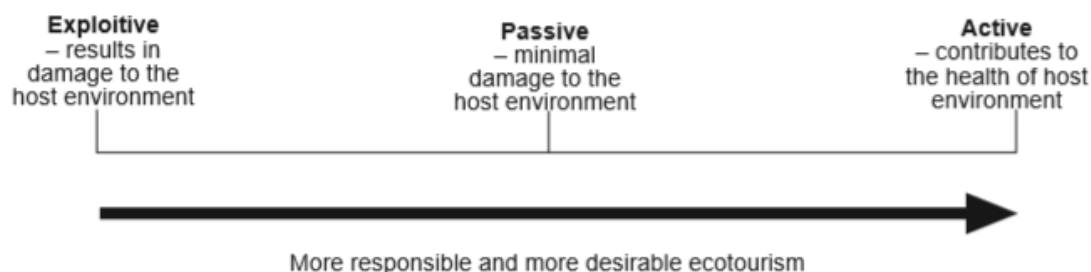 Exploitive
– results in
damage to the
host environment
Passive
– minimal
damage to the
host environment
Active
– contributes to
the health of host
environment
More responsible and more desirable ecotourism